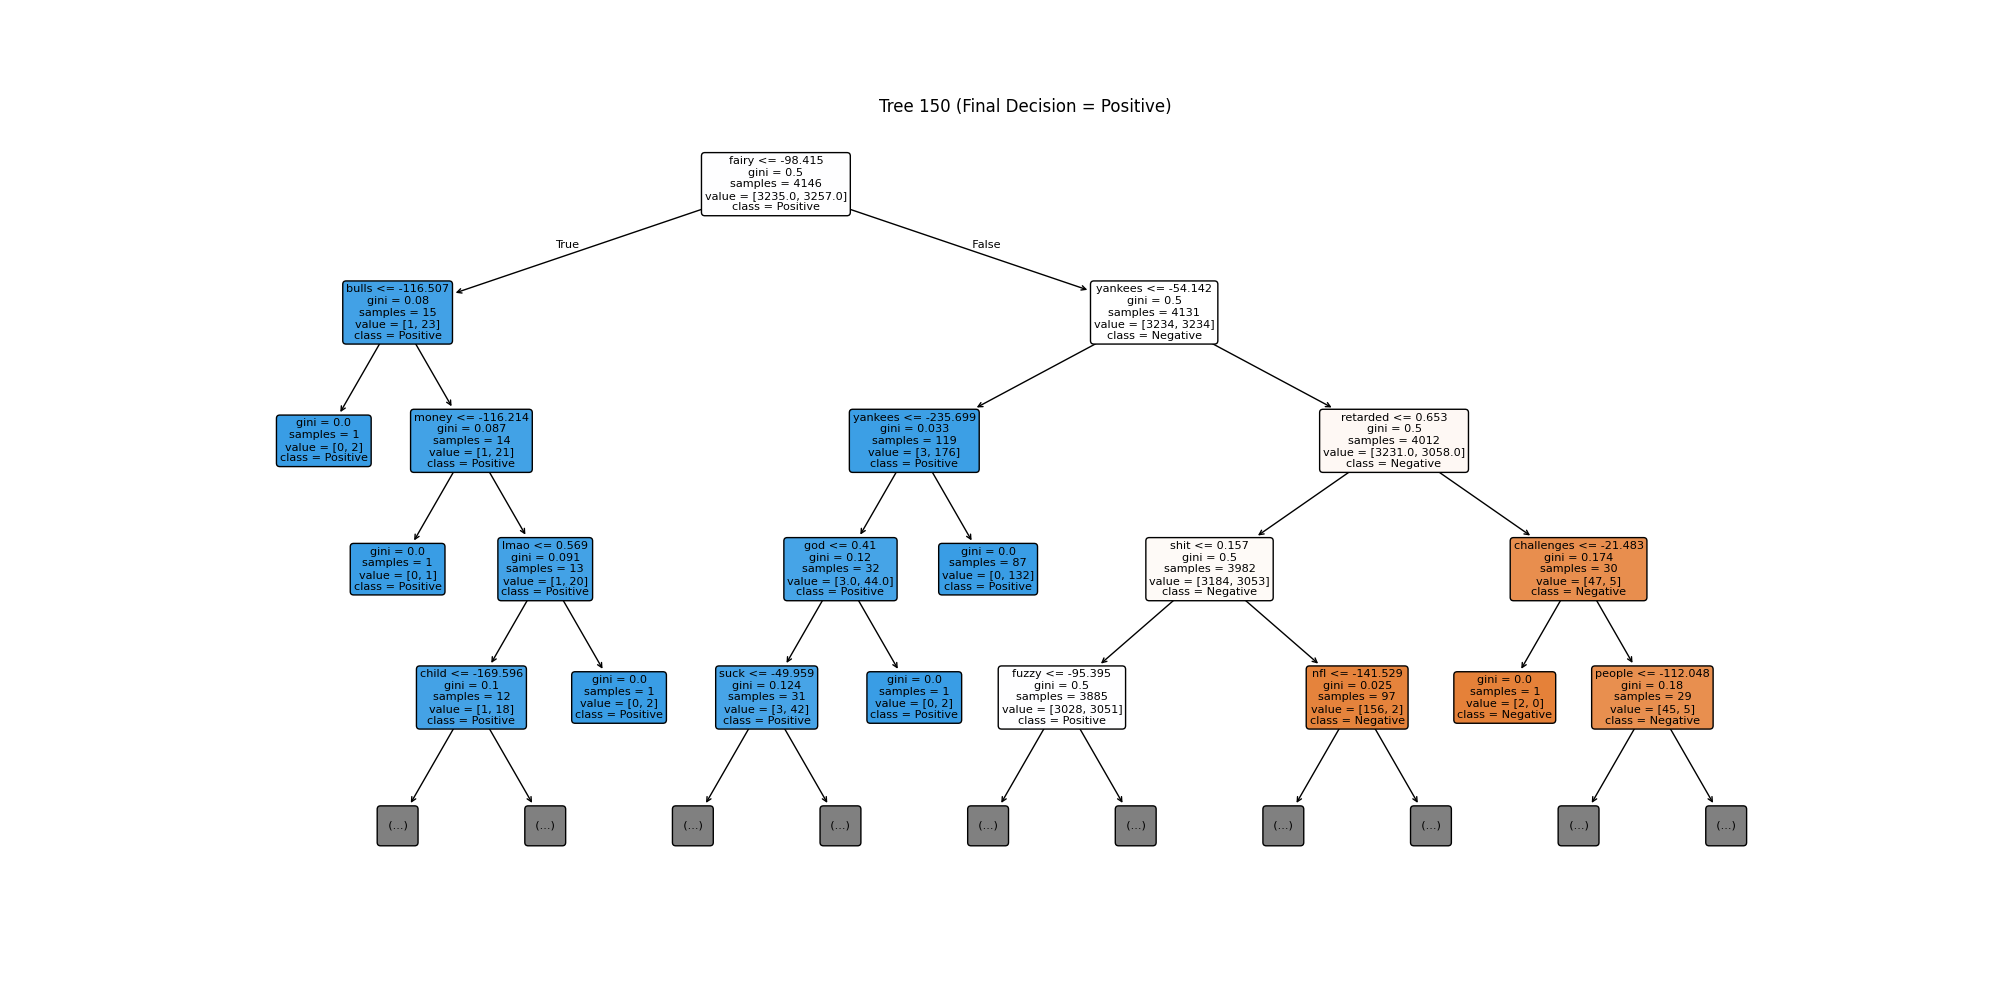 Tree 150 (Final Decision = Positive)
fairy <= -98.415
gini = 0.5
samples = 4146
value = [3235.0, 3257.0]
class = Positive
True
False
bulls <= -116.507
gini = 0.08
samples = 15
value = [1, 23]
class = Positive
yankees <= -54.142
gini = 0.5
samples = 4131
value = [3234, 3234]
class = Negative
gini = 0.0
samples = 1
value = [0, 2]
class = Positive
money <= -116.214
gini = 0.087
samples = 14
value = [1, 21]
class = Positive
yankees <= -235.699
gini = 0.033
samples = 119
value = [3, 176]
class = Positive
retarded <= 0.653
gini = 0.5
samples = 4012
value = [3231.0, 3058.0]
class = Negative
gini = 0.0
samples = 1
value = [0, 1]
class = Positive
lmao <= 0.569
gini = 0.091
samples = 13
value = [1, 20]
class = Positive
god <= 0.41
gini = 0.12
samples = 32
value = [3.0, 44.0]
class = Positive
gini = 0.0
samples = 87
value = [0, 132]
class = Positive
shit <= 0.157
gini = 0.5
samples = 3982
value = [3184, 3053]
class = Negative
challenges <= -21.483
gini = 0.174
samples = 30
value = [47, 5]
class = Negative
child <= -169.596
gini = 0.1
samples = 12
value = [1, 18]
class = Positive
gini = 0.0
samples = 1
value = [0, 2]
class = Positive
suck <= -49.959
gini = 0.124
samples = 31
value = [3, 42]
class = Positive
gini = 0.0
samples = 1
value = [0, 2]
class = Positive
fuzzy <= -95.395
gini = 0.5
samples = 3885
value = [3028, 3051]
class = Positive
nfl <= -141.529
gini = 0.025
samples = 97
value = [156, 2]
class = Negative
gini = 0.0
samples = 1
value = [2, 0]
class = Negative
people <= -112.048
gini = 0.18
samples = 29
value = [45, 5]
class = Negative
(...)
(...)
(...)
(...)
(...)
(...)
(...)
(...)
(...)
(...)